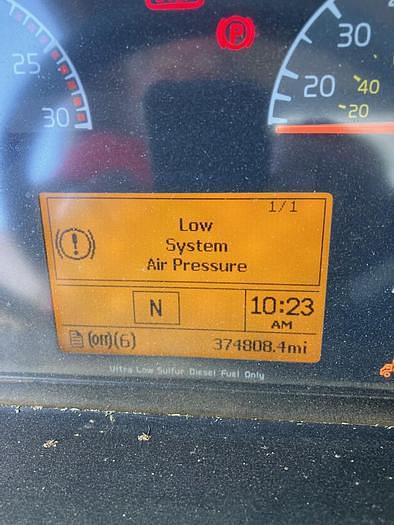 25
30
P
30
20
40
20
1/1
Low
System
Air Pressure
N
10:23
AM
(6)
374808.4mi
Ultra Low Sulfur Diesel Fuel Only